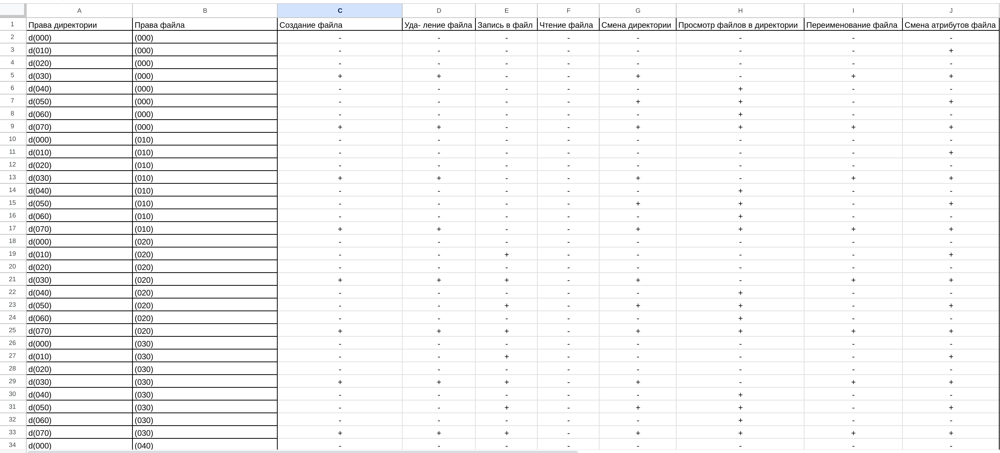 A B C D E F G H I J
1 Права директории Права файла Создание файла Уда- ление файла Запись в файл Чтение файла Смена директории Просмотр файлов в директории Переименование файла Смена атрибутов файла
2 d(000) (000) - - - - - - - -
3 d(010) (000) - - - - - - - +
4 d(020) (000) - - - - - - - -
5 d(030) (000) + + - - + - + +
6 d(040) (000) - - - - - + - -
7 d(050) (000) - - - - + + - +
8 d(060) (000) - - - - - + - -
9 d(070) (000) + + - - + + + +
10 d(000) (010) - - - - - - - -
11 d(010) (010) - - - - - - - +
12 d(020) (010) - - - - - - - -
13 d(030) (010) + + - - + - + +
14 d(040) (010) - - - - - + - -
15 d(050) (010) - - - - + + - +
16 d(060) (010) - - - - - + - -
17 d(070) (010) + + - - + + + +
18 d(000) (020) - - - - - - - -
19 d(010) (020) - - + - - - - +
20 d(020) (020) - - - - - - - -
21 d(030) (020) + + + - + - + +
22 d(040) (020) - - - - - + - -
23 d(050) (020) - - + - + + - +
24 d(060) (020) - - - - - + - -
25 d(070) (020) + + + - + + + +
26 d(000) (030) - - - - - - - -
27 d(010) (030) - - + - - - - +
28 d(020) (030) - - - - - - - -
29 d(030) (030) + + + - + - + +
30 d(040) (030) - - - - - + - -
31 d(050) (030) - - + - + + - +
32 d(060) (030) - - - - - + - -
33 d(070) (030) + + + - + + + +
34 d(000) (040) - - - - - - - -